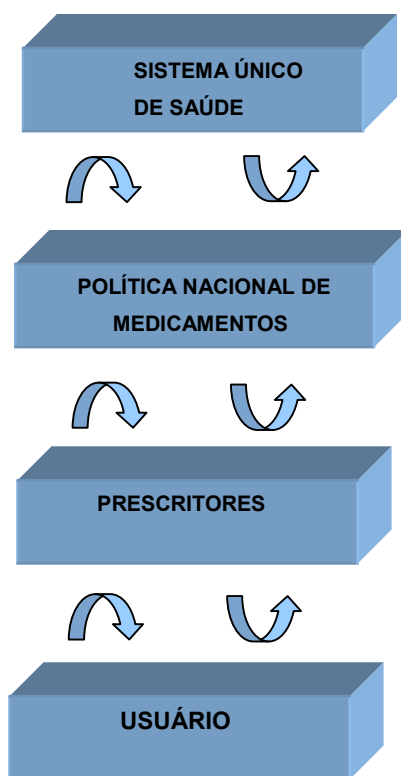 SISTEMA ÚNICO
DE SAÚDE
POLÍTICA NACIONAL DE
MEDICAMENTOS
PRESCRITORES
USUÁRIO